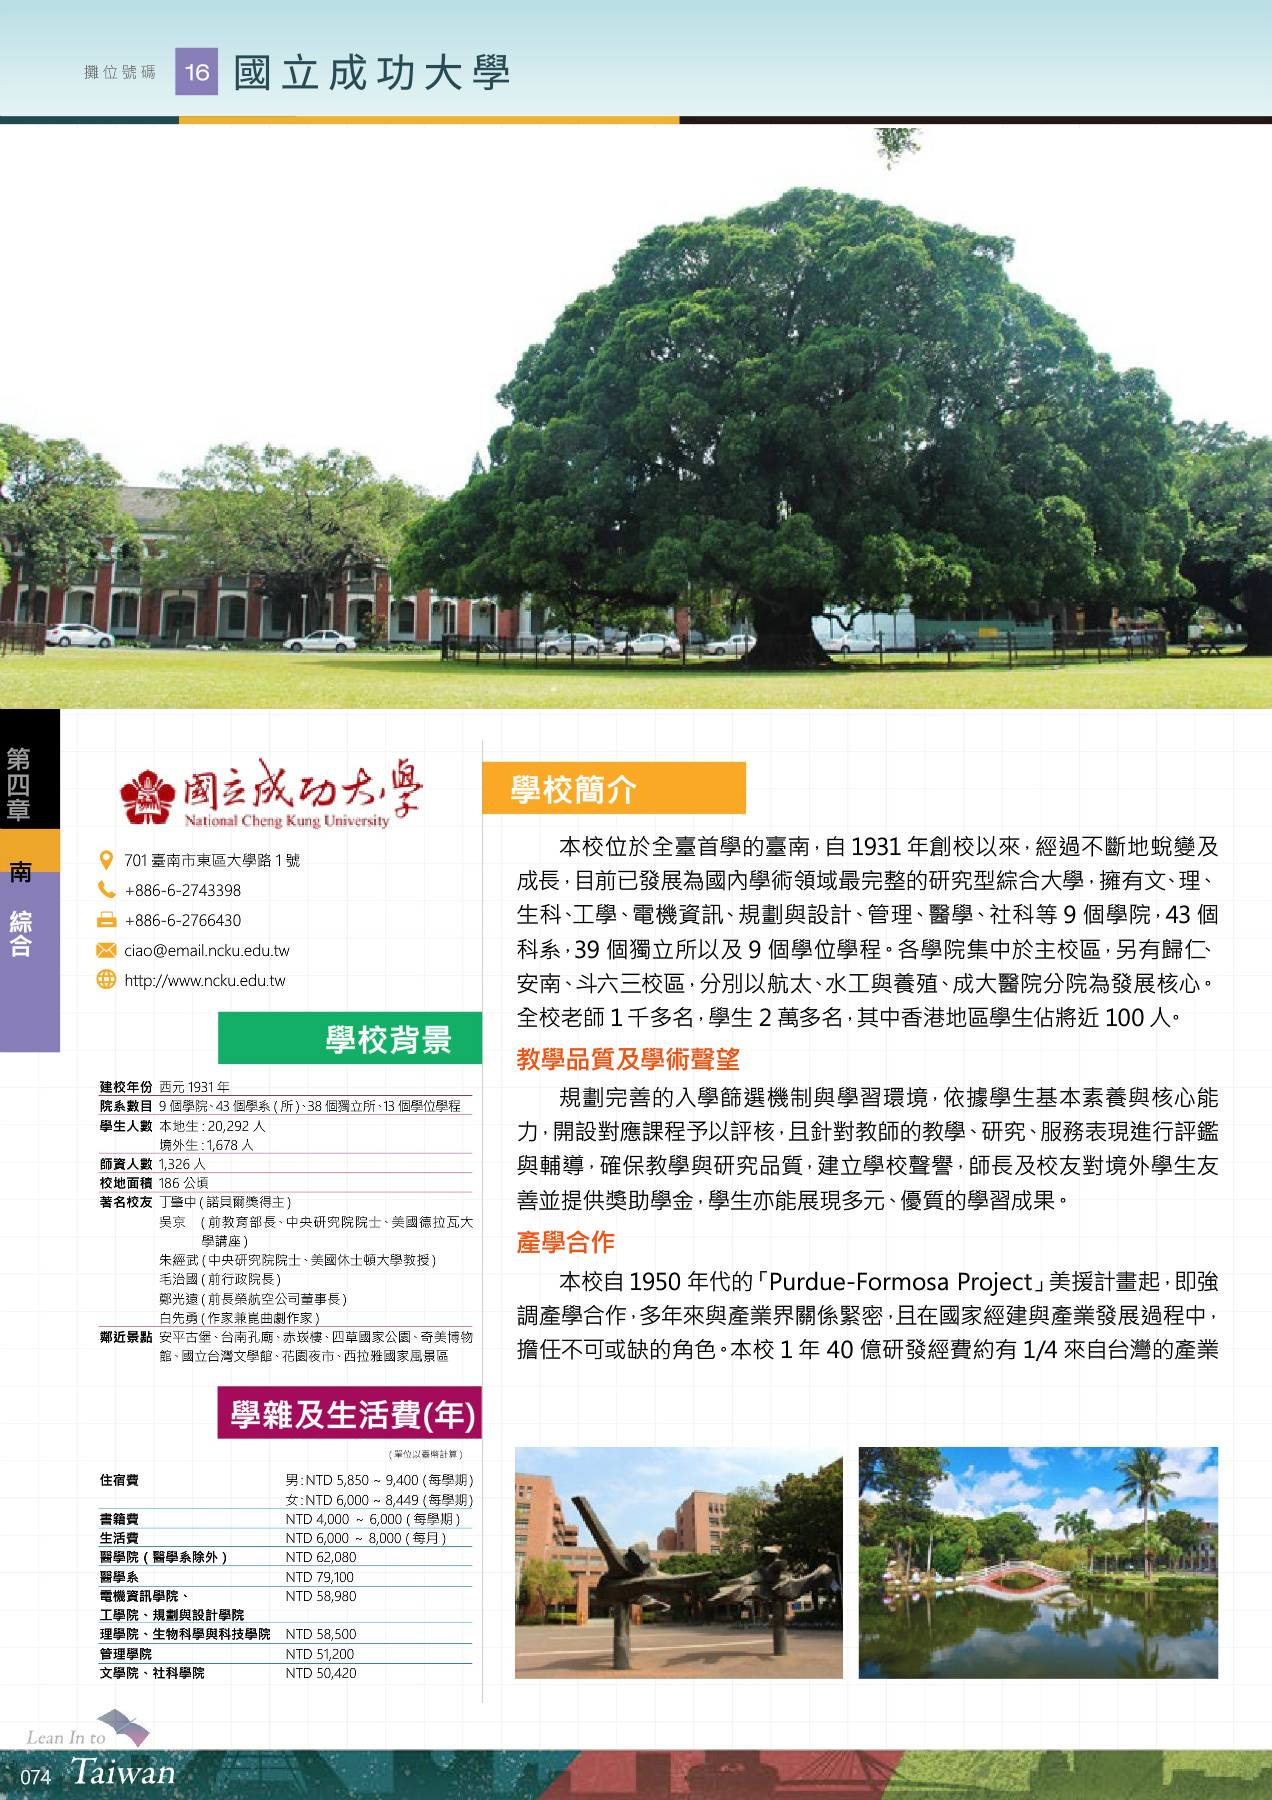 攤位號碼 16 國立成功大學
第四章
南
綜合
國立成功大學
National Cheng Kung University
701 臺南市東區大學路 1 號
+886-6-2743398
+886-6-2766430
ciao@email.ncku.edu.tw
http://www.ncku.edu.tw
學校背景
建校年份 西元 1931 年
院系數目 9 個學院、43 個學系 ( 所 )、38 個獨立所、13 個學位學程
學生人數 本地生 : 20,292 人
境外生 : 1,678 人
師資人數 1,326 人
校地面積 186 公頃
著名校友 丁肇中 ( 諾貝爾獎得主 )
吳京 ( 前教育部長、中央研究院院士、美國德拉瓦大
學講座 )
朱經武 ( 中央研究院院士、美國休士頓大學教授 )
毛治國 ( 前行政院長 )
鄭光遠 ( 前長榮航空公司董事長 )
白先勇 ( 作家兼崑曲劇作家 )
鄰近景點 安平古堡、台南孔廟、赤崁樓、四草國家公園、奇美博物
館、國立台灣文學館、花園夜市、西拉雅國家風景區
學雜及生活費(年)
( 單位以臺幣計算 )
住宿費 男 : NTD 5,850 ~ 9,400 (每學期)
女 : NTD 6,000 ~ 8,449 (每學期)
書籍費 NTD 4,000 ~ 6,000 ( 每學期 )
生活費 NTD 6,000 ~ 8,000 ( 每月 )
醫學院 ( 醫學系除外 ) NTD 62,080
醫學系 NTD 79,100
電機資訊學院、 NTD 58,980
工學院、規劃與設計學院
理學院、生物科學與科技學院 NTD 58,500
管理學院 NTD 51,200
文學院、社科學院 NTD 50,420
學校簡介
本校位於全臺首學的臺南，自 1931 年創校以來，經過不斷地蛻變及
成長，目前已發展為國內學術領域最完整的研究型綜合大學，擁有文、理、
生科、工學、電機資訊、規劃與設計、管理、醫學、社科等 9 個學院，43 個
科系，39 個獨立所以及 9 個學位學程。各學院集中於主校區，另有歸仁、
安南、斗六三校區，分別以航太、水工與養殖、成大醫院分院為發展核心。
全校老師 1 千多名，學生 2 萬多名，其中香港地區學生佔將近 100 人。
教學品質及學術聲望
規劃完善的入學篩選機制與學習環境，依據學生基本素養與核心能
力，開設對應課程予以評核，且針對教師的教學、研究、服務表現進行評鑑
與輔導，確保教學與研究品質，建立學校聲譽，師長及校友對境外學生友
善並提供獎助學金，學生亦能展現多元、優質的學習成果。
產學合作
本校自 1950 年代的「Purdue-Formosa Project」美援計畫起，即強
調產學合作，多年來與產業界關係緊密，且在國家經建與產業發展過程中，
擔任不可或缺的角色。本校 1 年 40 億研發經費約有 1/4 來自台灣的產業
Lean In to
Taiwan
074